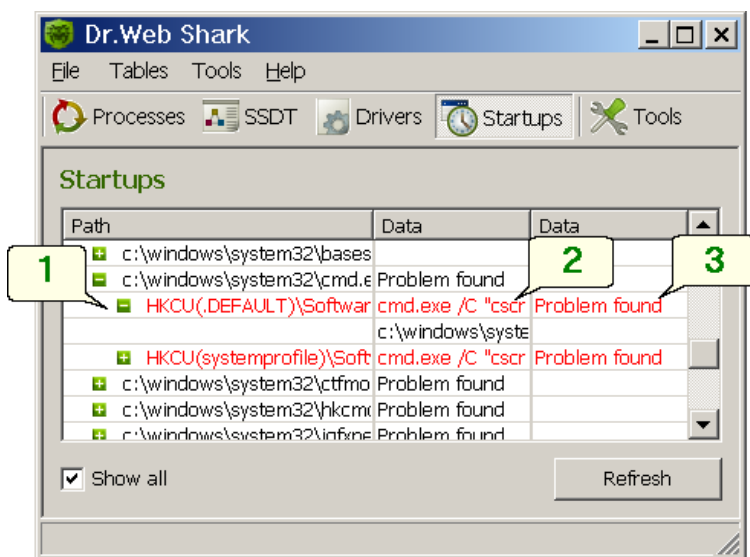 Dr.Web Shark
File Tables Tools Help
Processes SSDT Drivers Startups Tools
Startups
Path Data Data
c:\windows\system32\bases
c:\windows\system32\cmd.e Problem found
HKCU(.DEFAULT)\Softwar cmd.exe /C "cscr Problem found
c:\windows\syste
HKCU(systemprofile)\Soft cmd.exe /C "cscr Problem found
c:\windows\system32\ctfmo Problem found
c:\windows\system32\hkcm Problem found
c:\windows\system32\igfxpe Problem found
1
2
3
Show all
Refresh